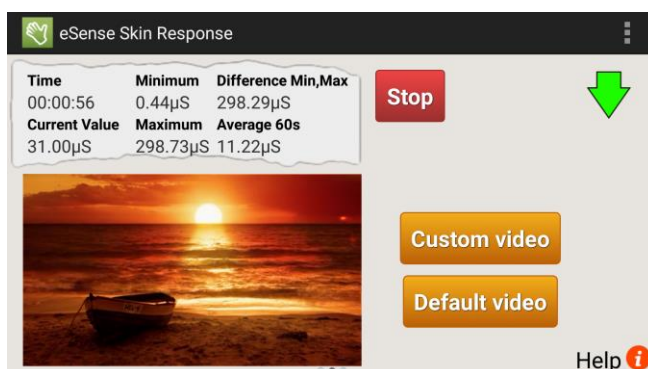 eSense Skin Response
Time Minimum Difference Min,Max
00:00:56 0.44µS 298.29µS
Current Value Maximum Average 60s
31.00µS 298.73µS 11.22µS
Stop
Custom video
Default video
Help i